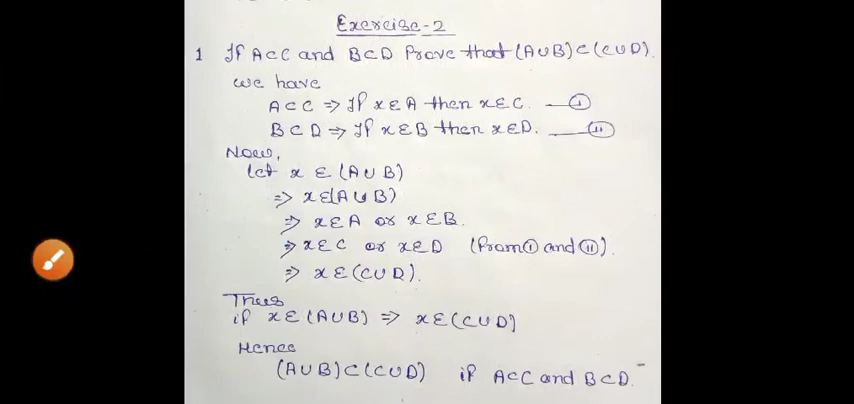 Exercise-2
1 If A⊂C and B⊂D Prove that (A∪B)⊂(C∪D).
we have
A⊂C ⇒ If x∈A then x∈C. —(I)
B⊂D ⇒ If x∈B then x∈D. —(II)
Now,
let x ∈ (A∪B)
⇒ x∈(A∪B)
⇒ x∈A or x∈B.
⇒ x∈C or x∈D (From (I) and (II)).
⇒ x∈(C∪D).
Thus
if x∈(A∪B) ⇒ x∈(C∪D)
Hence
(A∪B)⊂(C∪D) if A⊂C and B⊂D.